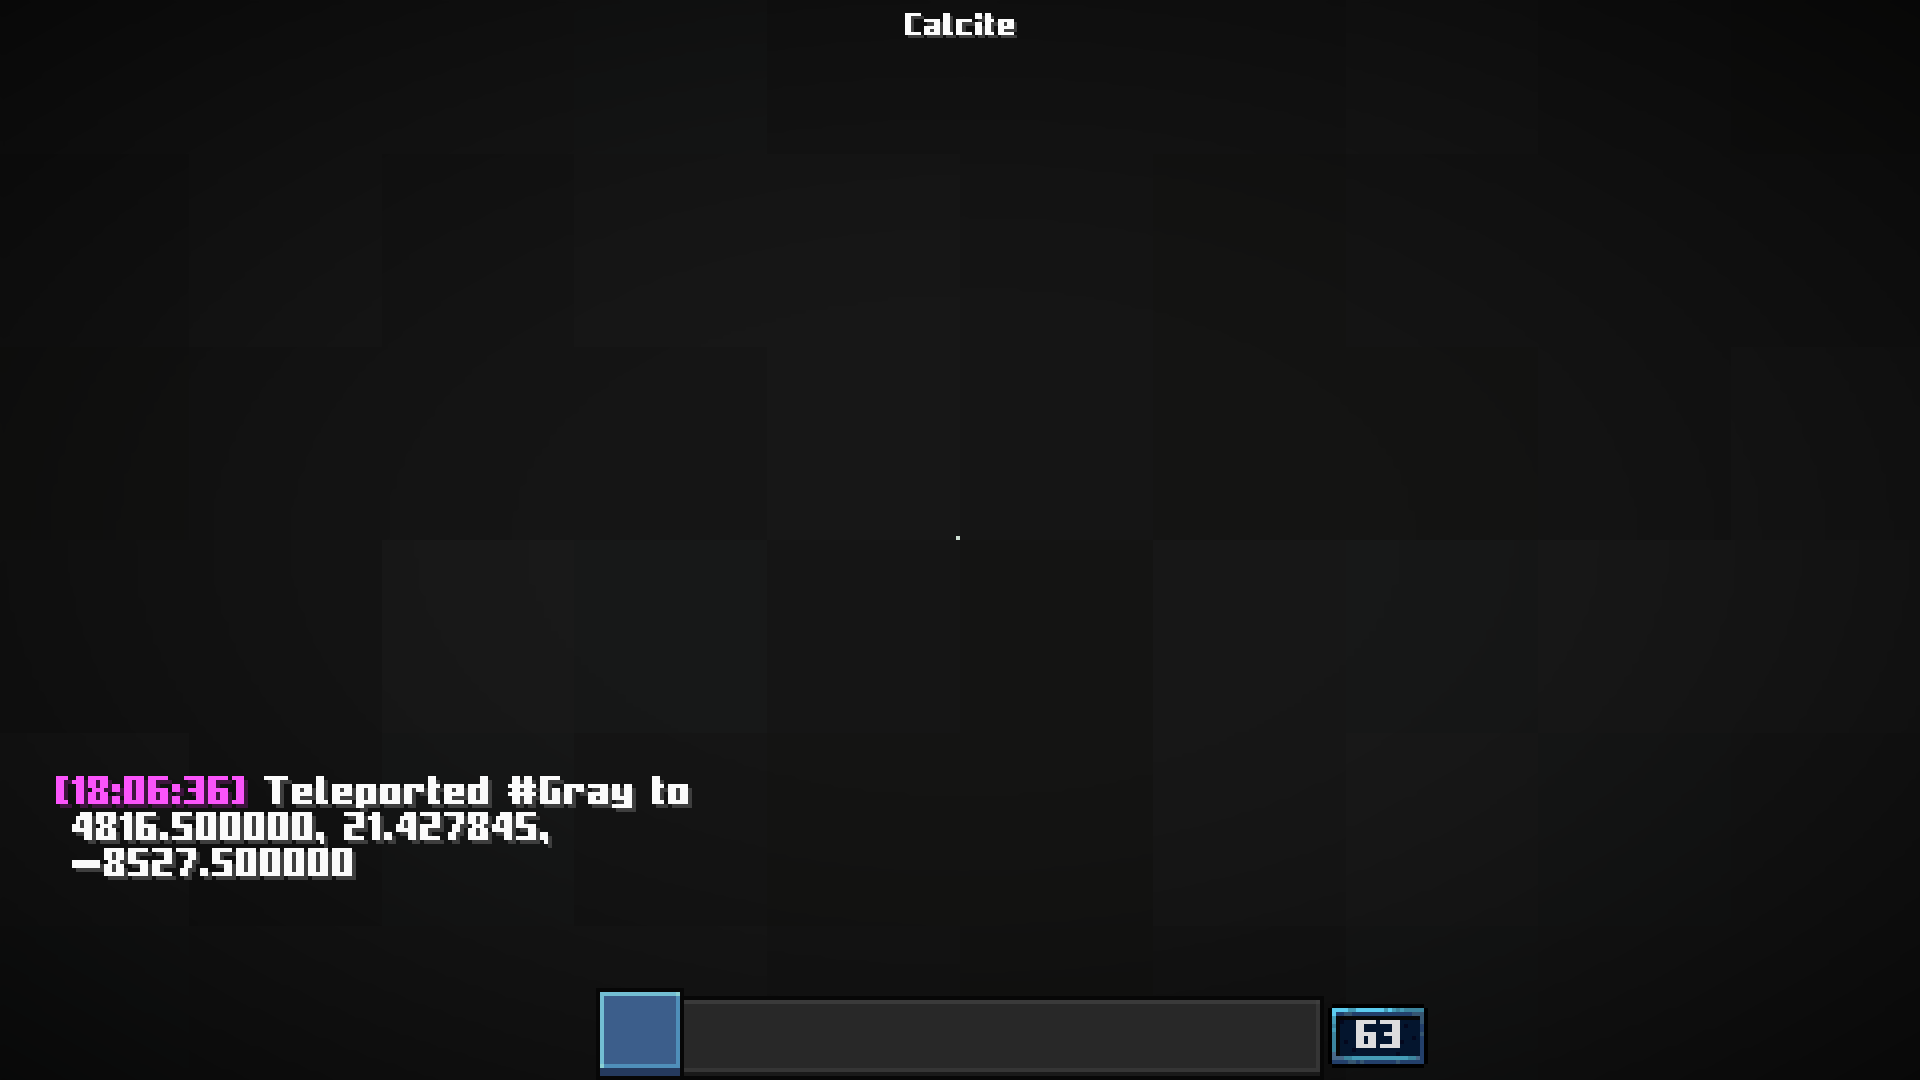 Calcite
[18:06:36] Teleported #Gray to
4816.500000, 21.427845,
-8527.500000
63